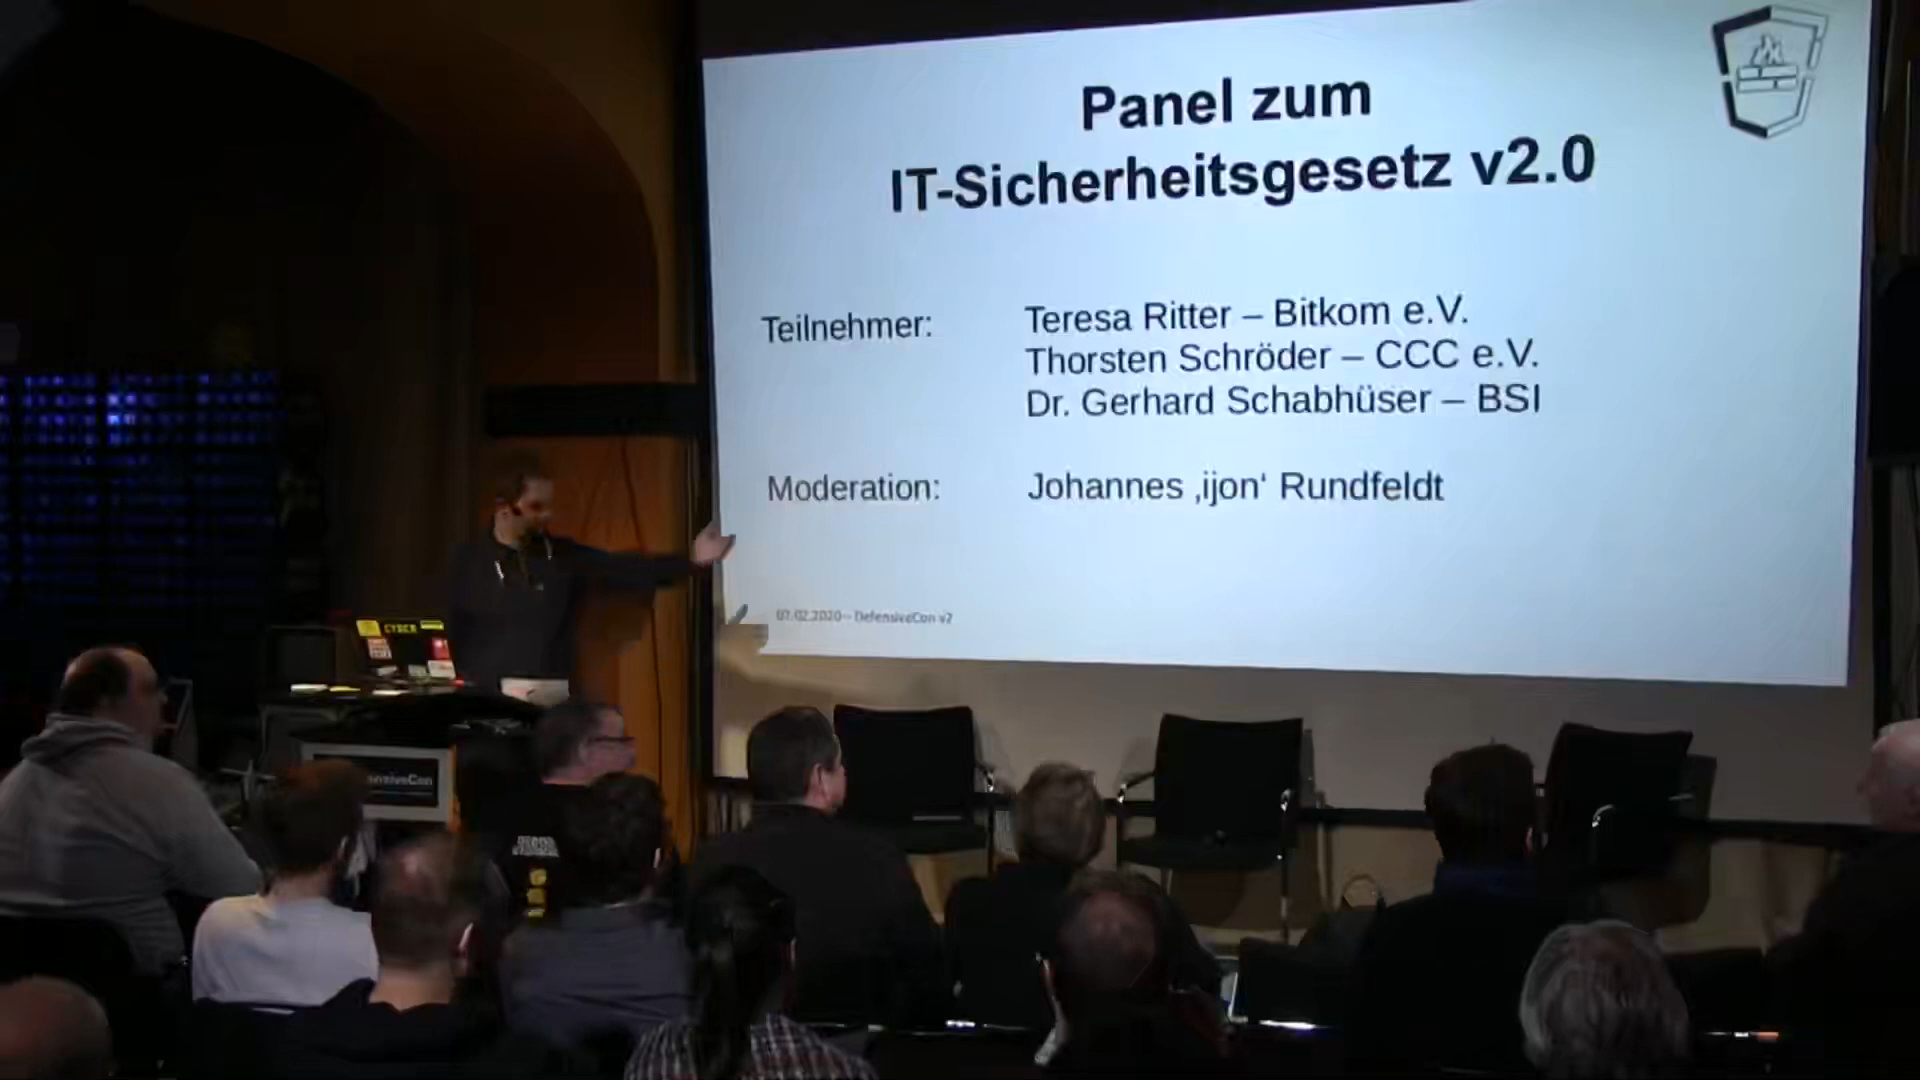 Panel zum
IT-Sicherheitsgesetz v2.0
Teilnehmer:
Teresa Ritter – Bitkom e.V.
Thorsten Schröder – CCC e.V.
Dr. Gerhard Schabhüser – BSI
Moderation:
Johannes ‚ijon‘ Rundfeldt
07.02.2020 – DefensiveCon v2
CYBER
ensiveCon